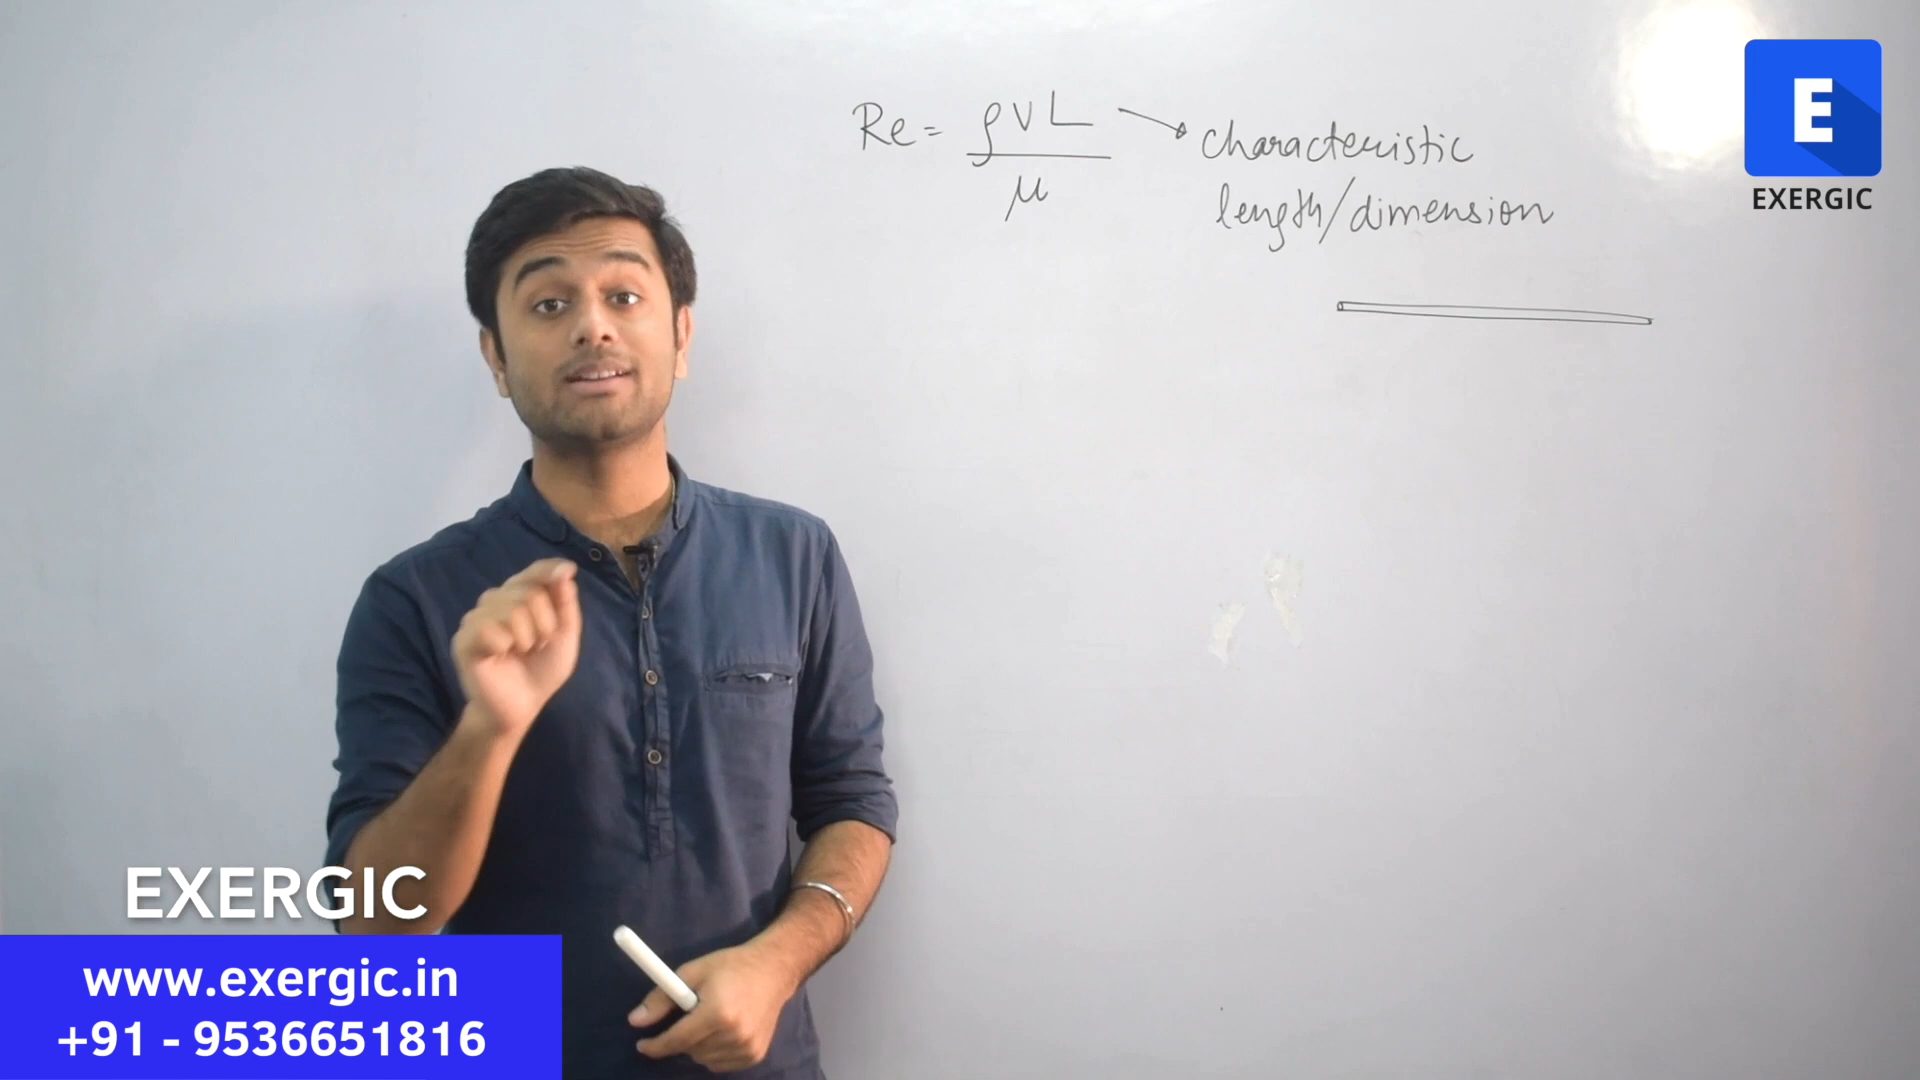 Re = ρVL / μ → characteristic
length/dimension
E
EXERGIC
EXERGIC
www.exergic.in
+91 - 9536651816